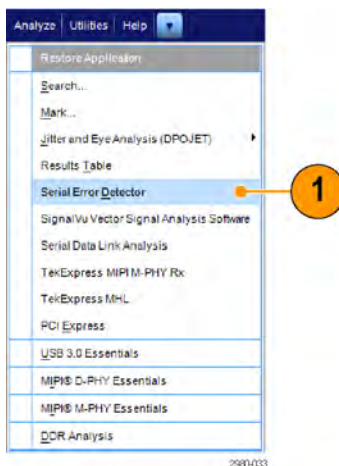 Analyze Utilities Help
Restore Application
Search...
Mark...
Jitter and Eye Analysis (DPOJET)
Results Table
Serial Error Detector
1
SignalVu Vector Signal Analysis Software
Serial Data Link Analysis
TekExpress MIPI M-PHY Rx
TekExpress MHL
PCI Express
USB 3.0 Essentials
MIPI® D-PHY Essentials
MIPI® M-PHY Essentials
DDR Analysis
2980-033